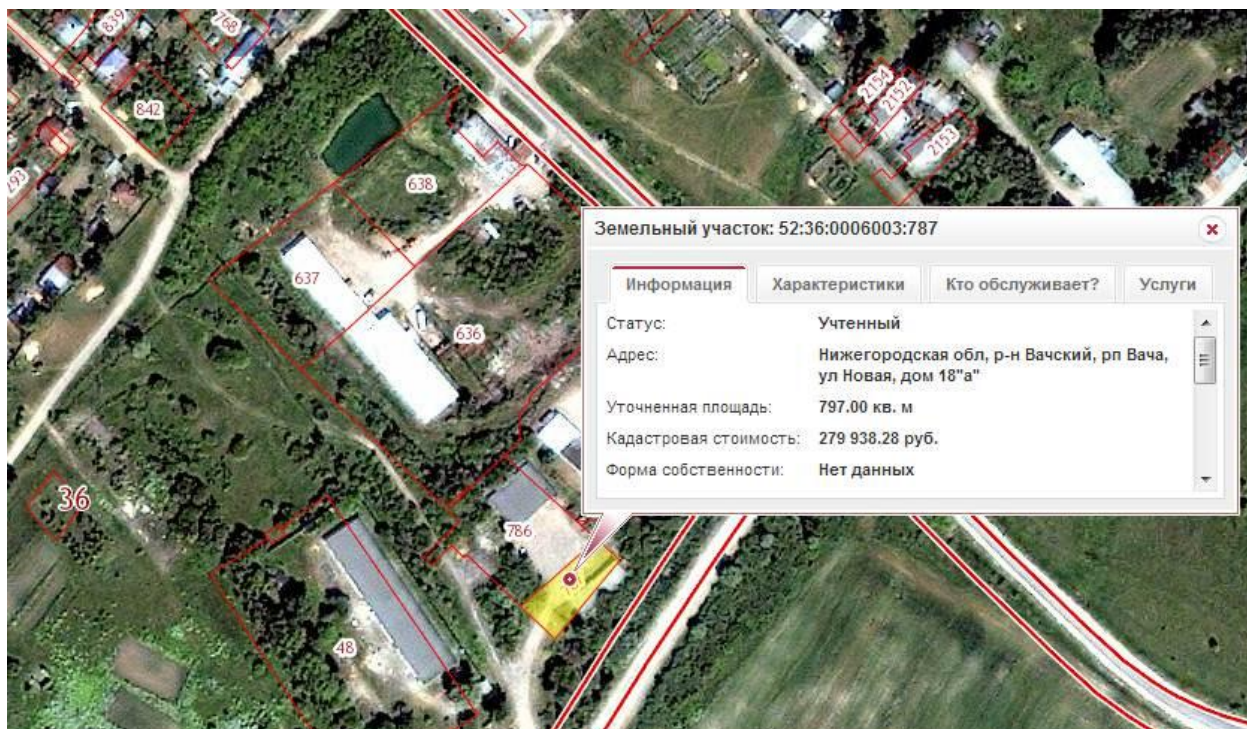 839
768
842
293
638
637
636
2154
2152
2153
Земельный участок: 52:36:0006003:787
Информация
Характеристики
Кто обслуживает?
Услуги
Статус:
Учтенный
Адрес:
Нижегородская обл, р-н Вачский, рп Вача,
ул Новая, дом 18"а"
Уточненная площадь:
797.00 кв. м
Кадастровая стоимость:
279 938.28 руб.
Форма собственности:
Нет данных
36
786
48